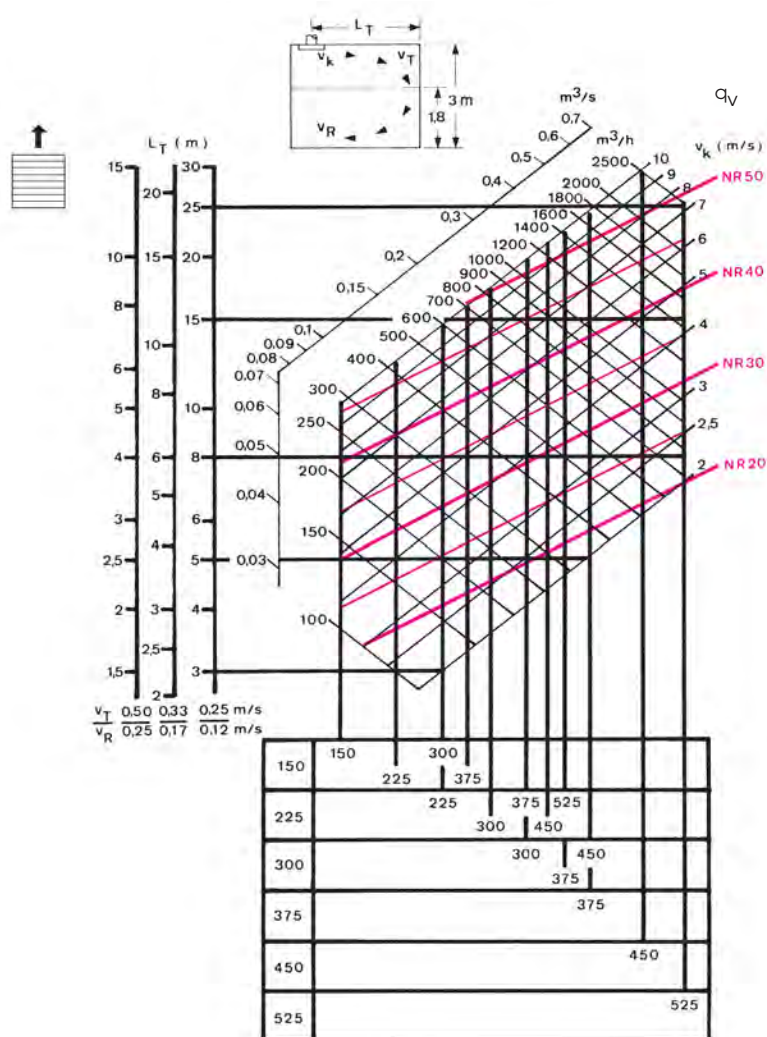 L_T
v_k v_T
3 m
1,8
v_R
q_v
m³/s
m³/h
v_k (m/s)
L_T (m)
15 10 8 6 5 4 3 2,5 2 1,5
20 15 10 6 5 4 3 2,5 2
30 25 20 15 10 8 6 5 4 3
0,7 0,6 0,5 0,4 0,3 0,2 0,15 0,1 0,09 0,08 0,07 0,06 0,05 0,04 0,03
2500 2000 1800 1600 1400 1200 1000 900 800 700 600 500 400 300 250 200 150 100
10 9 8 7 6 5 4 3 2,5 2
NR50
NR40
NR30
NR20
v_T 0,50 0,33 0,25 m/s
v_R 0,25 0,17 0,12 m/s
150 150 300
225 375
225 225 375 525
300 450
300 300 450
375
375 375
450 450
525 525